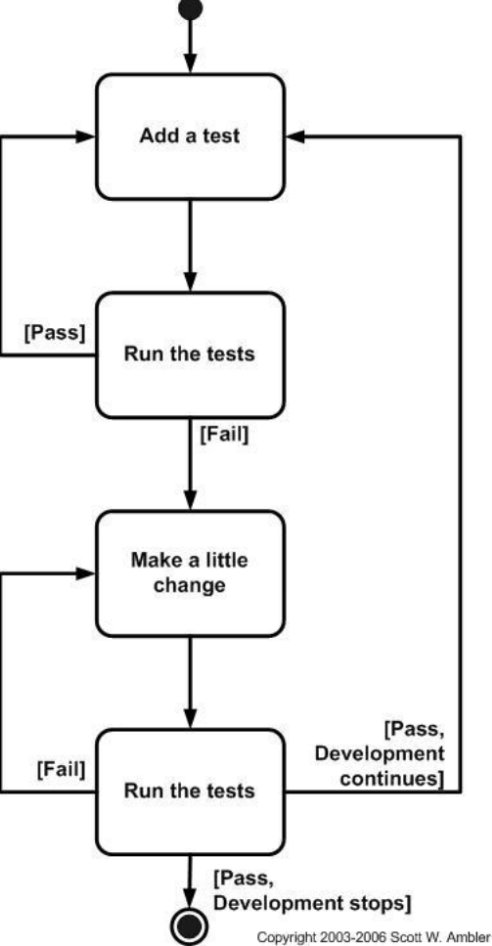 Add a test
[Pass]
Run the tests
[Fail]
Make a little
change
[Pass,
Development
continues]
[Fail]
Run the tests
[Pass,
Development stops]
Copyright 2003-2006 Scott W. Ambler